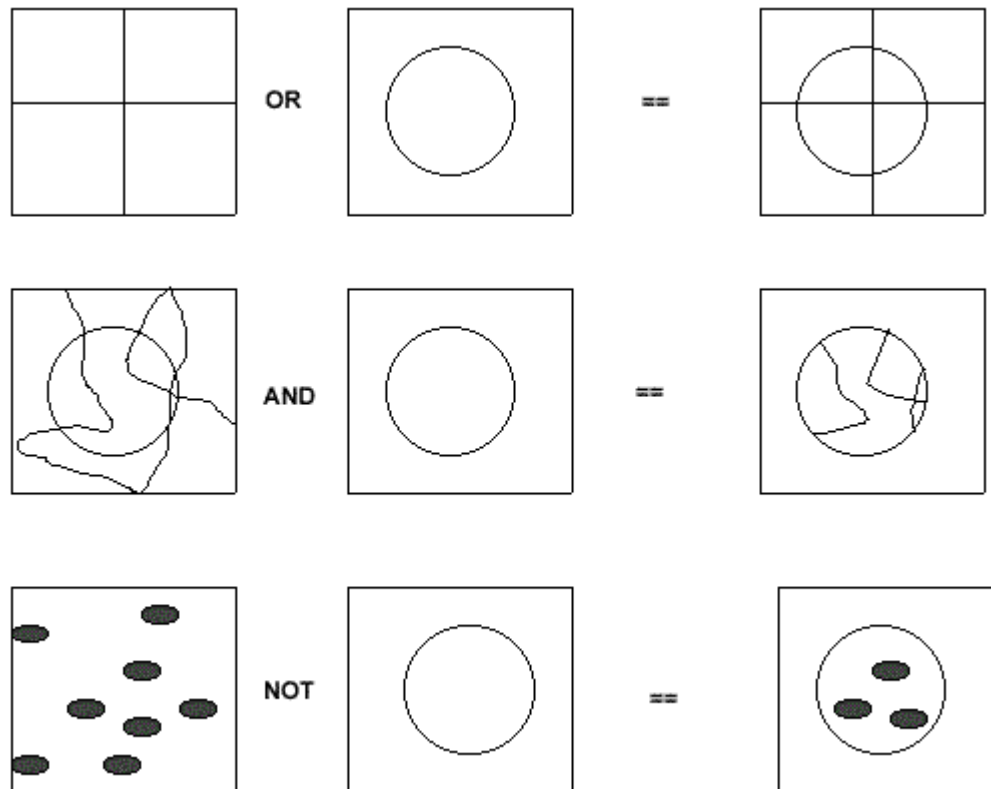 OR ==
AND ==
NOT ==